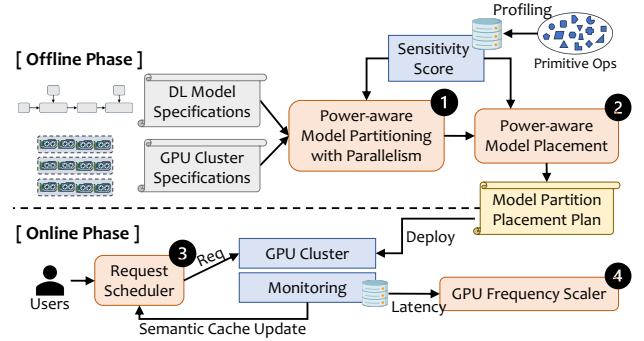 Profiling
[ Offline Phase ]
Sensitivity
Score
Primitive Ops
DL Model
Specifications
1
2
Power-aware
Model Partitioning
with Parallelism
Power-aware
Model Placement
GPU Cluster
Specifications
Model Partition
Placement Plan
[ Online Phase ]
3
Req
Deploy
GPU Cluster
Request
Scheduler
Users
Monitoring
4
Latency
GPU Frequency Scaler
Semantic Cache Update